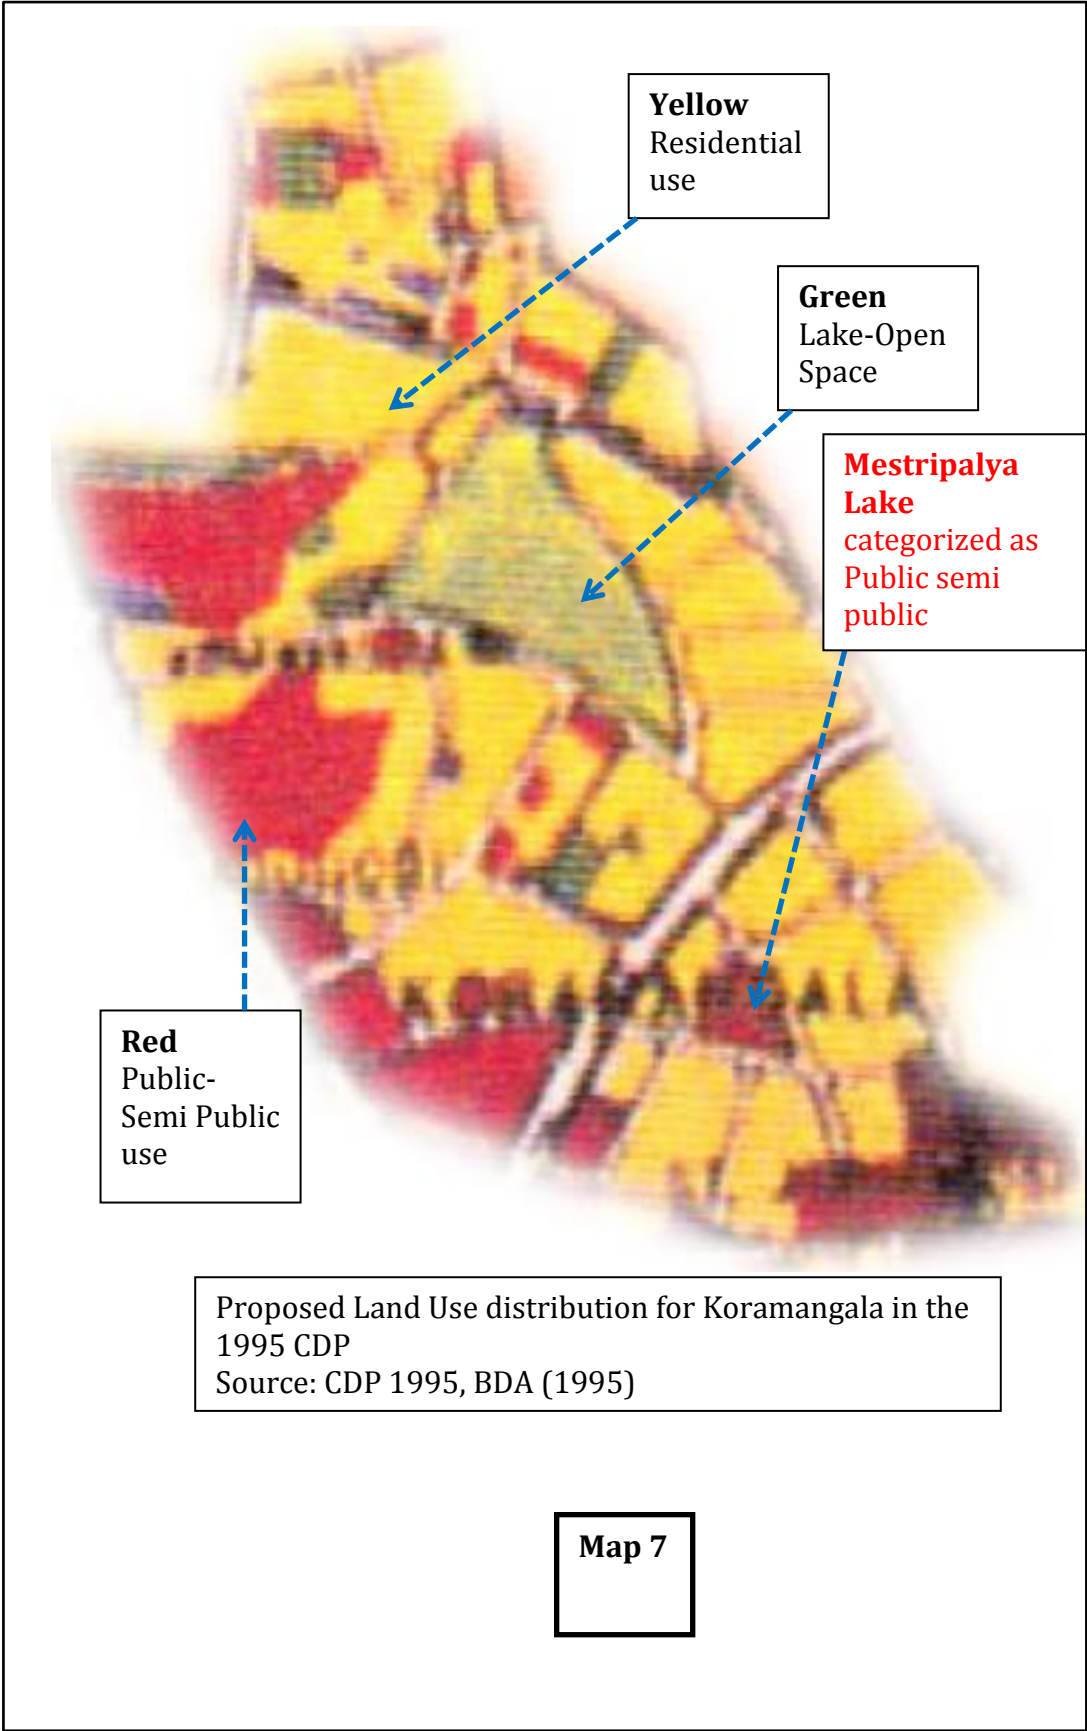 Yellow
Residential
use
Green
Lake-Open
Space
Mestripalya
Lake
categorized as
Public semi
public
Red
Public-
Semi Public
use
KORAMANGALA
Proposed Land Use distribution for Koramangala in the
1995 CDP
Source: CDP 1995, BDA (1995)
Map 7